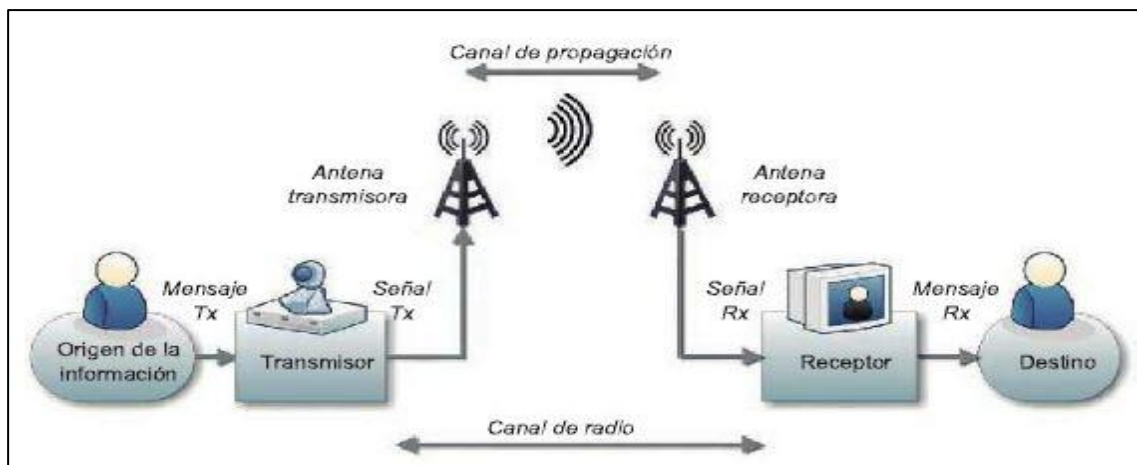 Canal de propagación
Antena
transmisora
Antena
receptora
Mensaje
Tx
Señal
Tx
Señal
Rx
Mensaje
Rx
Origen de la
información
Transmisor
Receptor
Destino
Canal de radio